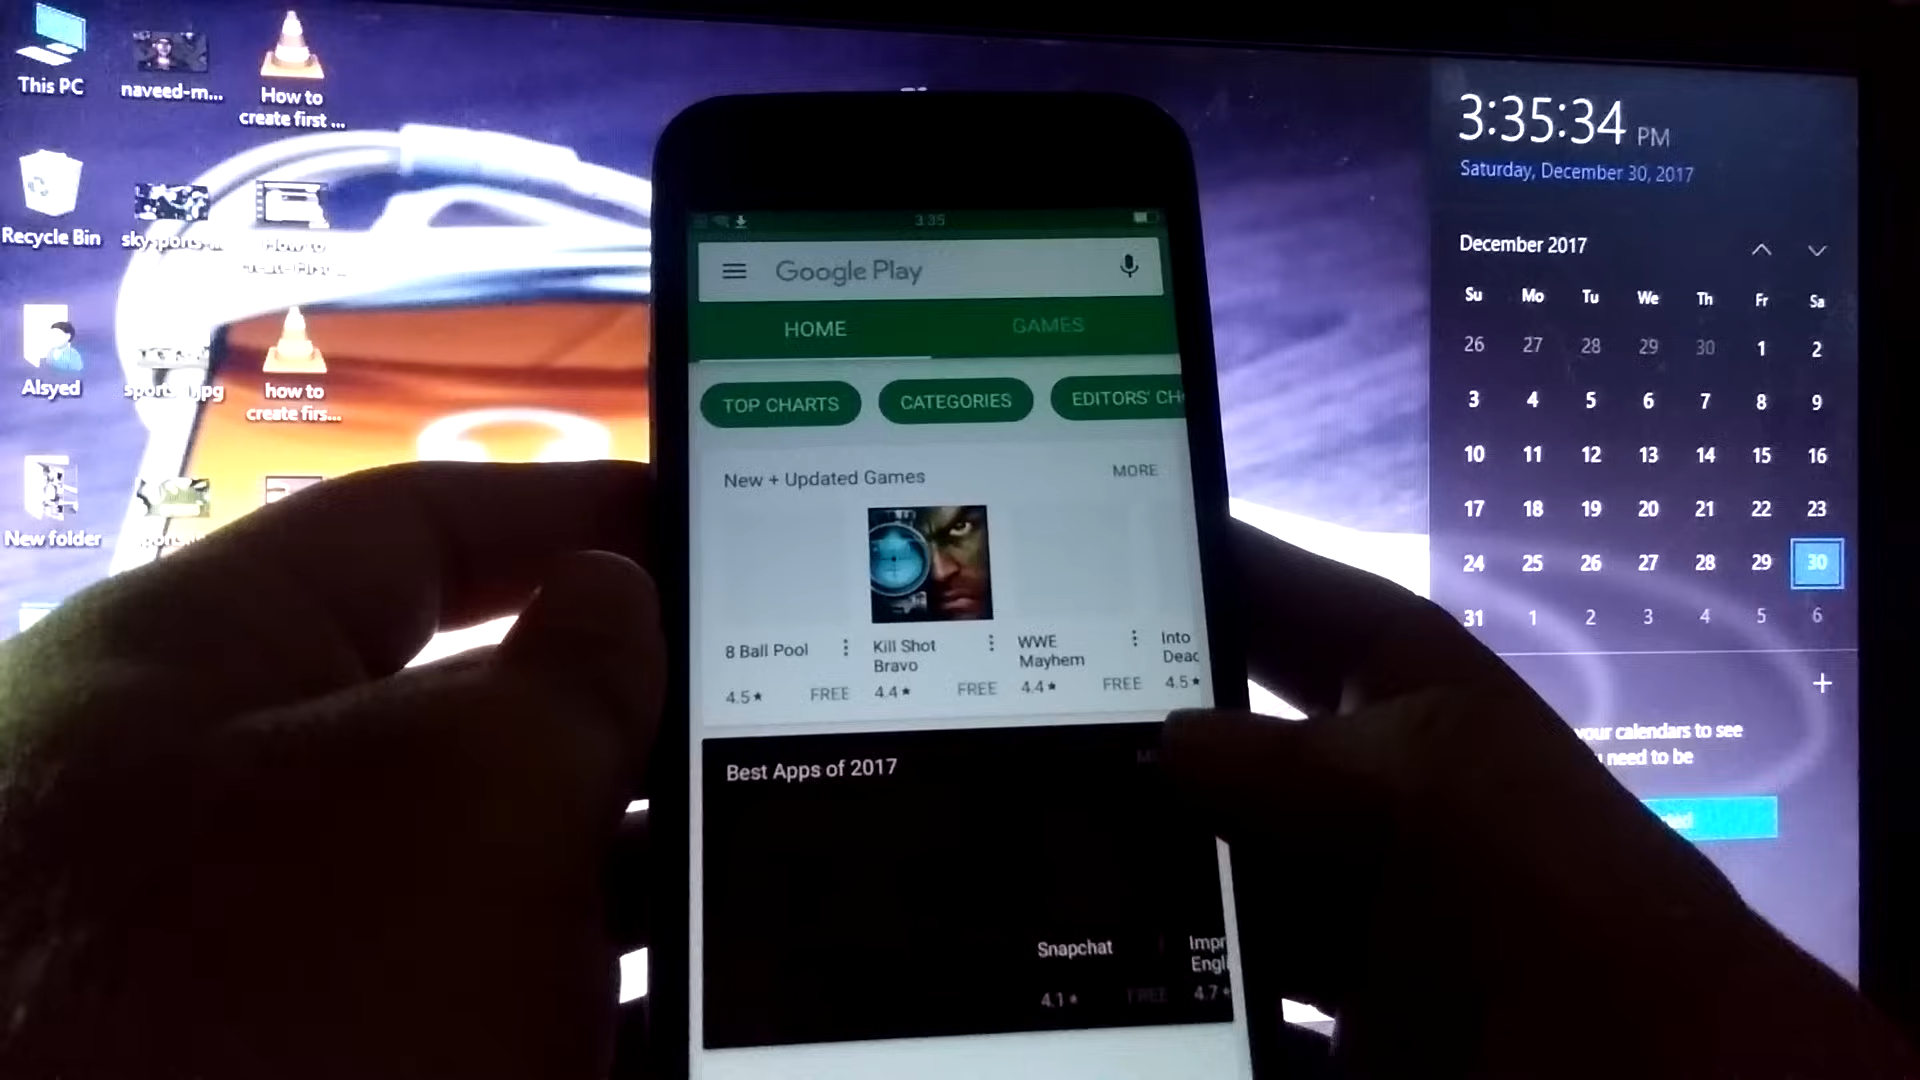 This PC
naveed-m...
How to
create first ...
Recycle Bin
Alsyed
how to
create firs...
New folder
3:35
Google Play
HOME
GAMES
TOP CHARTS
CATEGORIES
EDITORS' CH
New + Updated Games
MORE
8 Ball Pool
4.5★ FREE
Kill Shot
Bravo
4.4★ FREE
WWE
Mayhem
4.4★ FREE
Into
Deac
4.5★
Best Apps of 2017
Snapchat
4.1★ FREE
Impr
Engli
4.7★
3:35:34 PM
Saturday, December 30, 2017
December 2017
Su Mo Tu We Th Fr Sa
26 27 28 29 30 1 2
3 4 5 6 7 8 9
10 11 12 13 14 15 16
17 18 19 20 21 22 23
24 25 26 27 28 29 30
31 1 2 3 4 5 6
your calendars to see
need to be